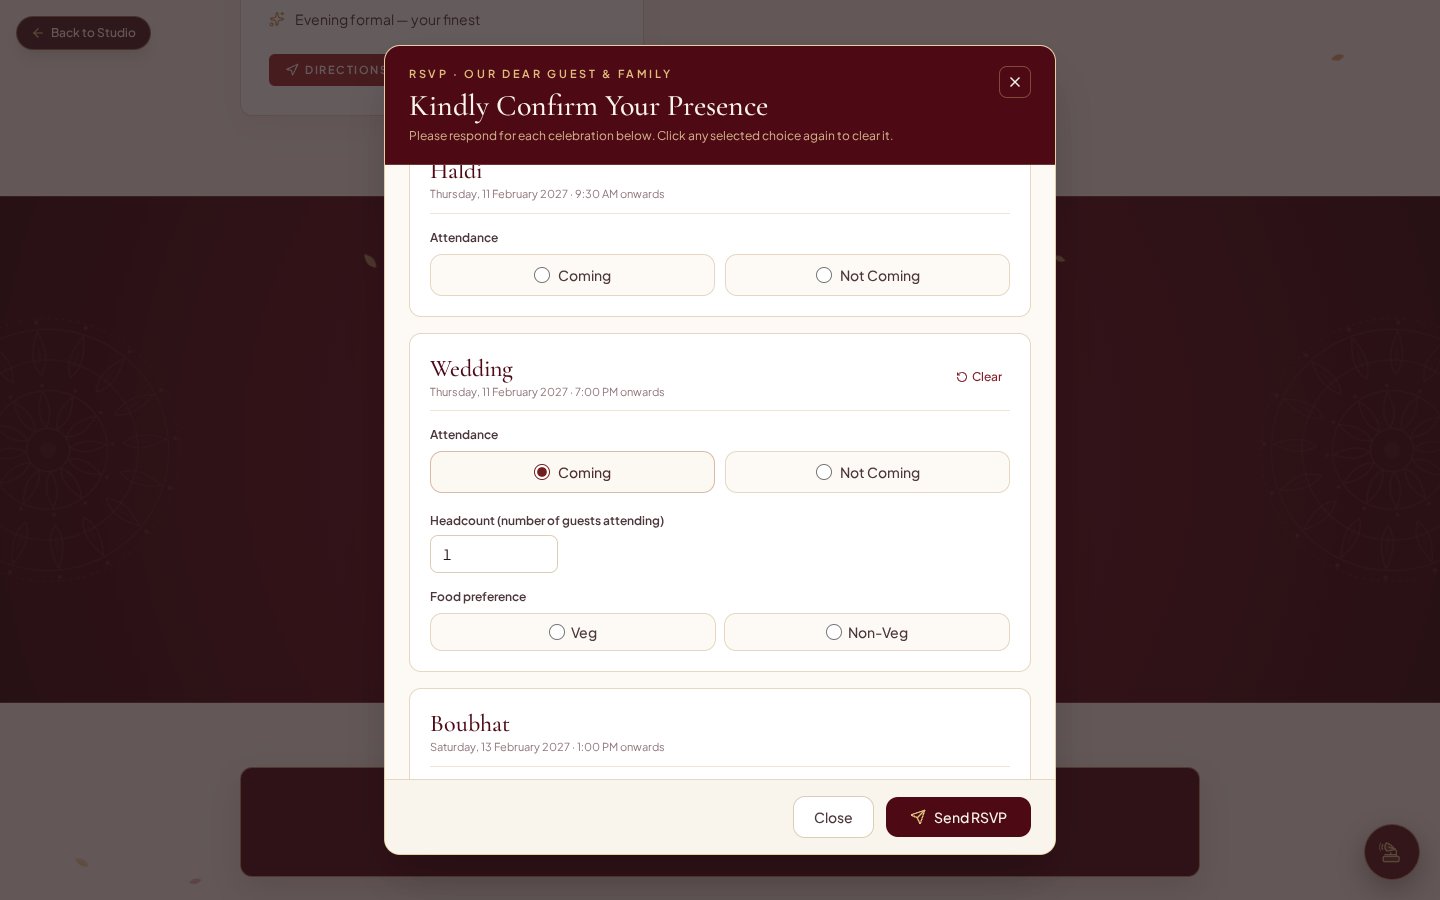 Evening formal — your finest
Back to Studio
DIRECTIONS
RSVP · OUR DEAR GUEST & FAMILY
Kindly Confirm Your Presence
Please respond for each celebration below. Click any selected choice again to clear it.
Haldi
Thursday, 11 February 2027 · 9:30 AM onwards
Attendance
Coming
Not Coming
Wedding
Thursday, 11 February 2027 · 7:00 PM onwards
Clear
Attendance
Coming
Not Coming
Headcount (number of guests attending)
1
Food preference
Veg
Non-Veg
Boubhat
Saturday, 13 February 2027 · 1:00 PM onwards
Close
Send RSVP